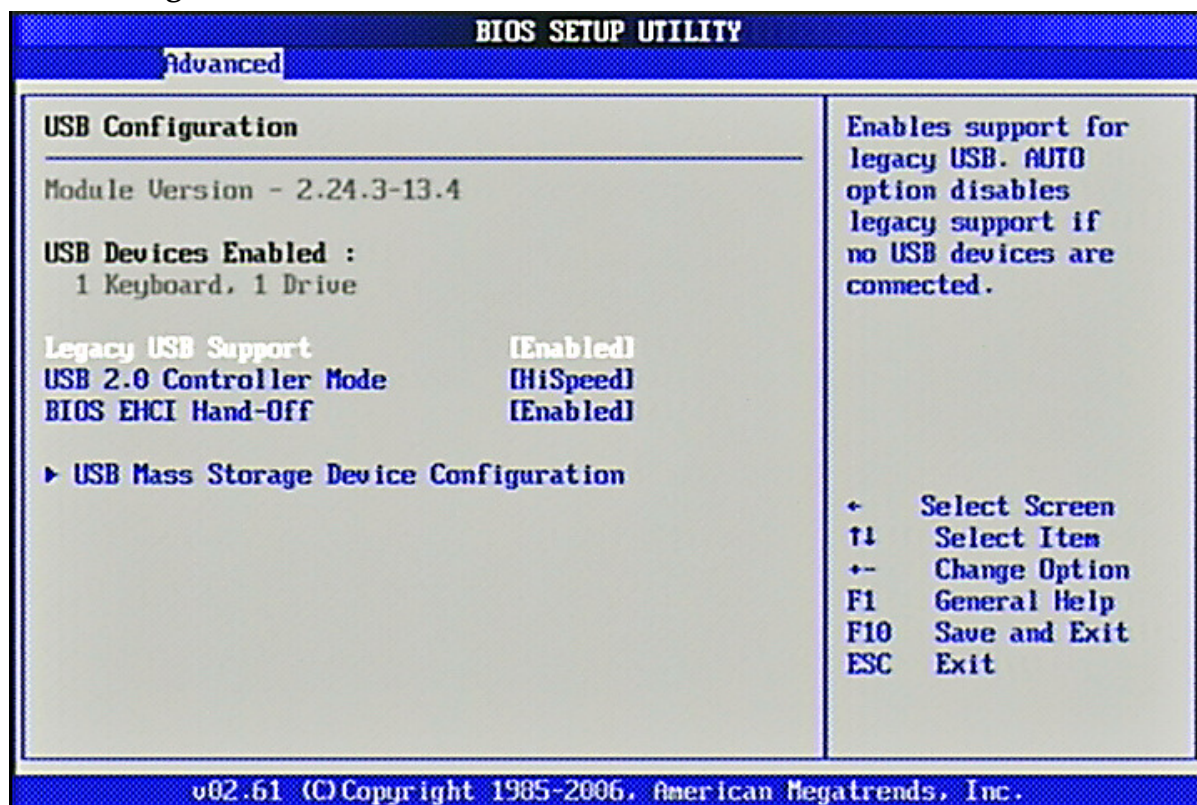 BIOS SETUP UTILITY
Advanced
USB Configuration
Module Version - 2.24.3-13.4
USB Devices Enabled :
1 Keyboard, 1 Drive
Legacy USB Support [Enabled]
USB 2.0 Controller Mode [HiSpeed]
BIOS EHCI Hand-Off [Enabled]
USB Mass Storage Device Configuration
Enables support for
legacy USB. AUTO
option disables
legacy support if
no USB devices are
connected.
← Select Screen
↑↓ Select Item
+- Change Option
F1 General Help
F10 Save and Exit
ESC Exit
v02.61 (C)Copyright 1985-2006, American Megatrends, Inc.